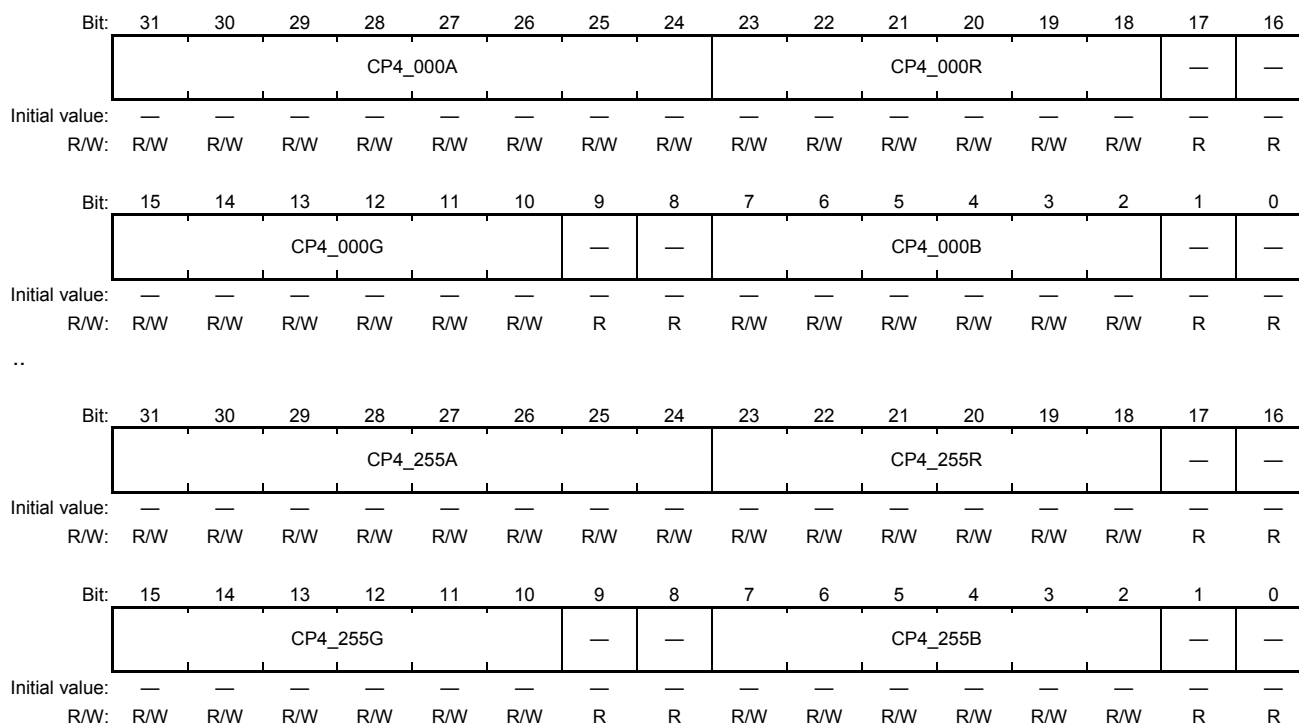 Bit: 31 30 29 28 27 26 25 24 23 22 21 20 19 18 17 16
CP4_000A CP4_000R — —
Initial value: — — — — — — — — — — — — — — — —
R/W: R/W R/W R/W R/W R/W R/W R/W R/W R/W R/W R/W R/W R/W R/W R R
Bit: 15 14 13 12 11 10 9 8 7 6 5 4 3 2 1 0
CP4_000G — — CP4_000B — —
Initial value: — — — — — — — — — — — — — — — —
R/W: R/W R/W R/W R/W R/W R/W R R R/W R/W R/W R/W R/W R/W R R
..
Bit: 31 30 29 28 27 26 25 24 23 22 21 20 19 18 17 16
CP4_255A CP4_255R — —
Initial value: — — — — — — — — — — — — — — — —
R/W: R/W R/W R/W R/W R/W R/W R/W R/W R/W R/W R/W R/W R/W R/W R R
Bit: 15 14 13 12 11 10 9 8 7 6 5 4 3 2 1 0
CP4_255G — — CP4_255B — —
Initial value: — — — — — — — — — — — — — — — —
R/W: R/W R/W R/W R/W R/W R/W R R R/W R/W R/W R/W R/W R/W R R